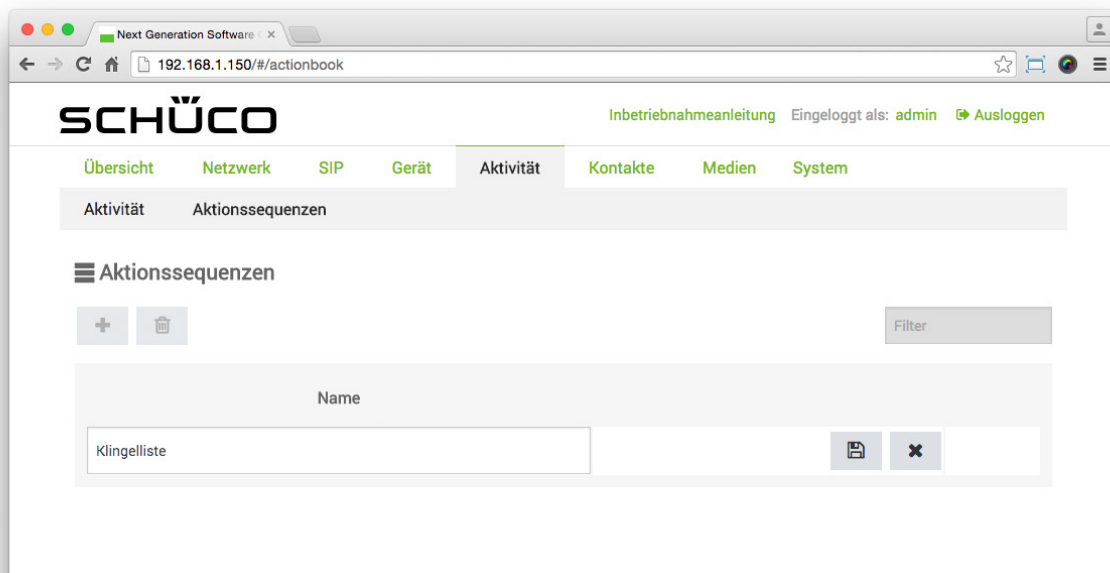 Next Generation Software
192.168.1.150/#/actionbook
SCHÜCO
Inbetriebnahmeanleitung Eingeloggt als: admin Ausloggen
Übersicht Netzwerk SIP Gerät Aktivität Kontakte Medien System
Aktivität Aktionssequenzen
Aktionssequenzen
Filter
Name
Klingelliste